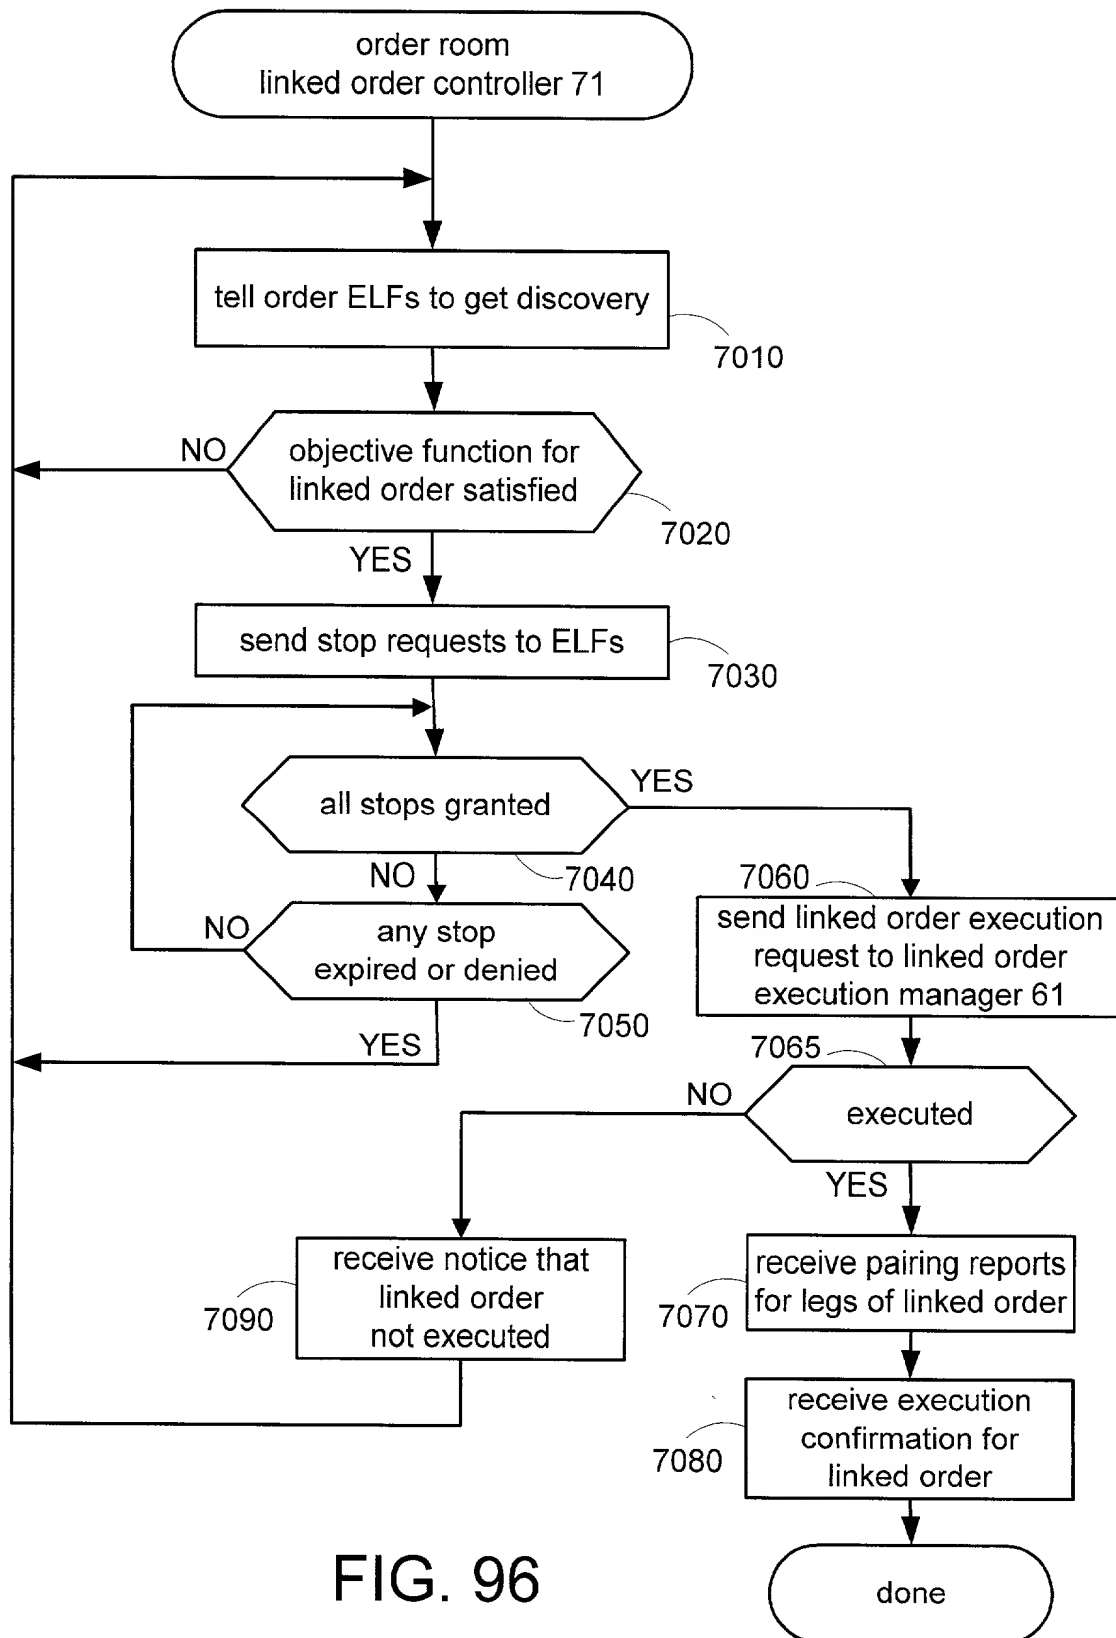 order room
linked order controller 71
tell order ELFs to get discovery
7010
NO
objective function for
linked order satisfied
7020
YES
send stop requests to ELFs
7030
all stops granted
YES
7040
NO
any stop
expired or denied
NO
7050
YES
7060
send linked order execution
request to linked order
execution manager 61
7065
NO
executed
YES
receive notice that
linked order
not executed
7090
receive pairing reports
for legs of linked order
7070
receive execution
confirmation for
linked order
7080
done
FIG. 96